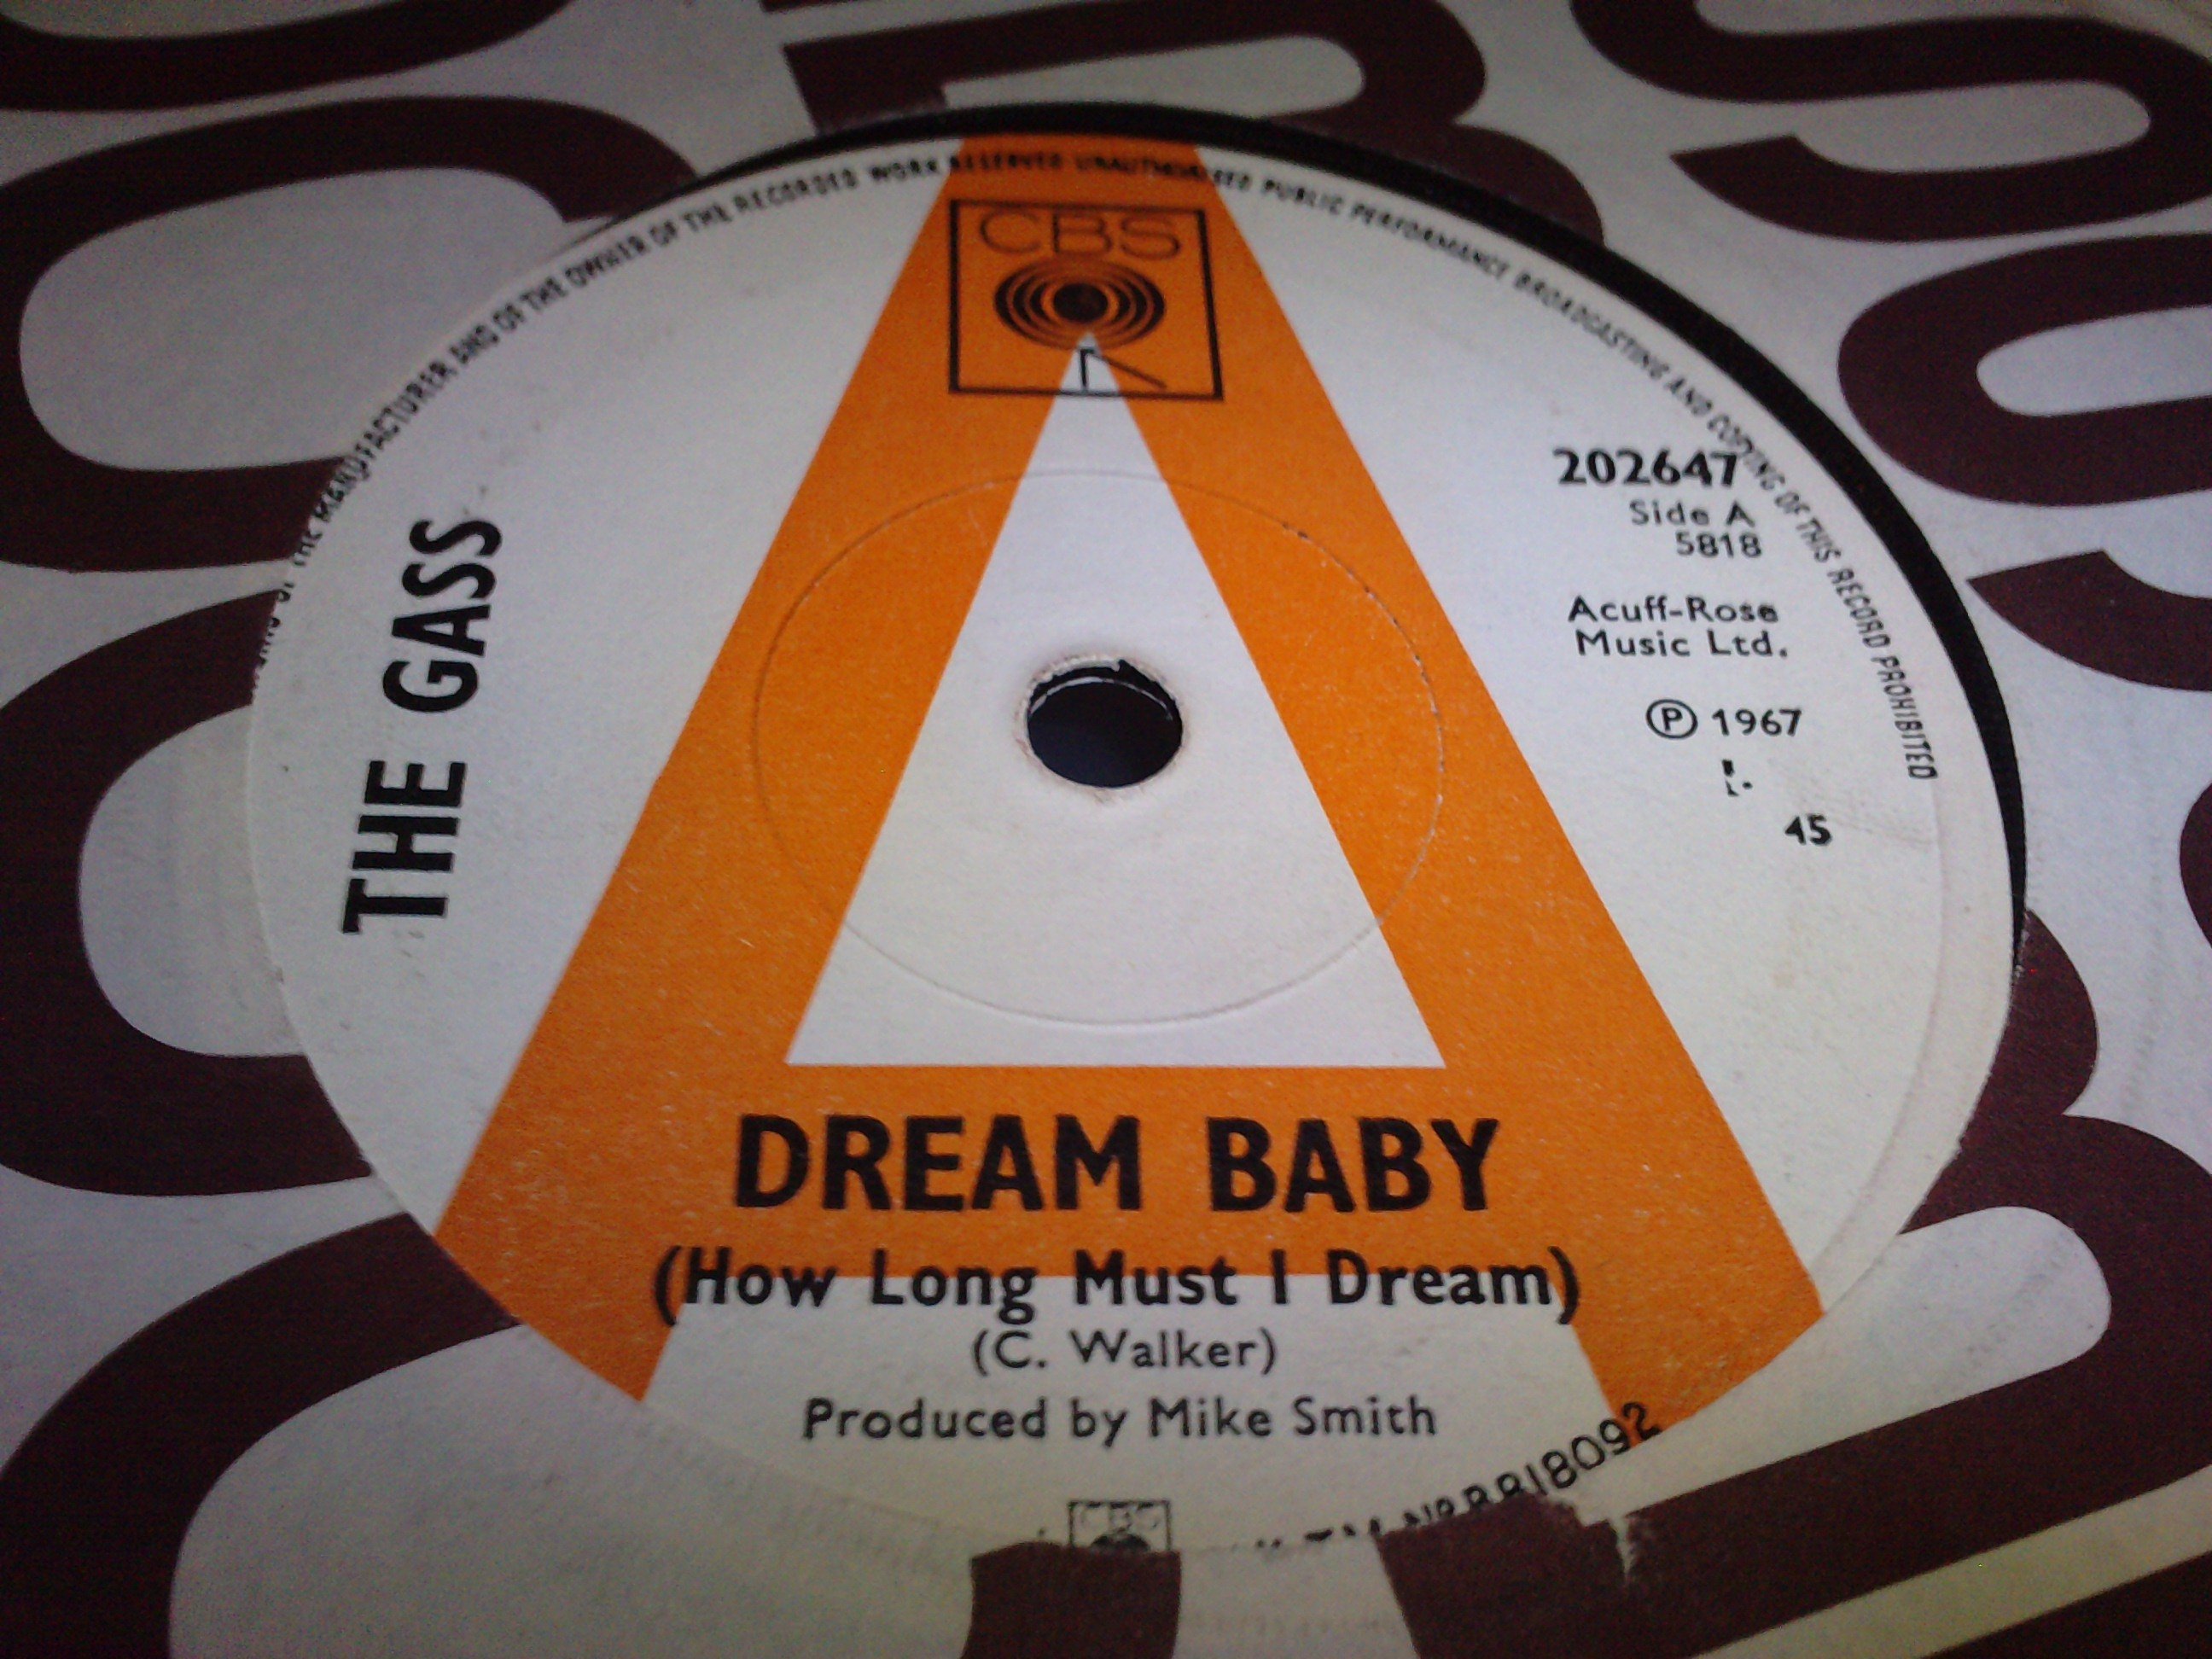 OF THE MANUFACTURER AND OF THE OWNER OF THE RECORDED WORK RESERVED UNAUTHORISED PUBLIC PERFORMANCE BROADCASTING AND COPYING OF THIS RECORD PROHIBITED
CBS
202647
Side A
5818
Acuff-Rose
Music Ltd.
℗ 1967
45
THE GASS
DREAM BABY
(How Long Must I Dream)
(C. Walker)
Produced by Mike Smith
CBS